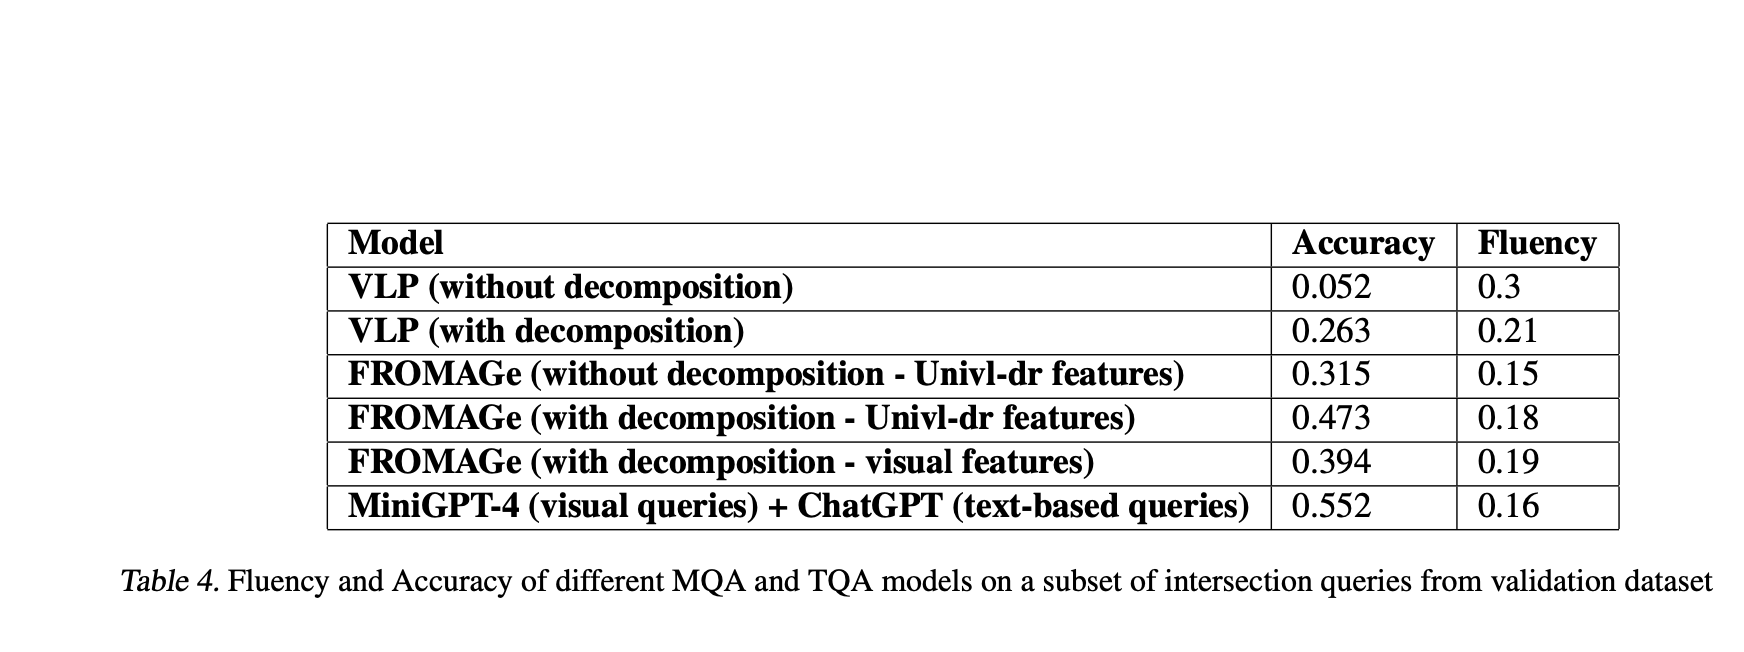 Model Accuracy Fluency
VLP (without decomposition) 0.052 0.3
VLP (with decomposition) 0.263 0.21
FROMAGe (without decomposition - Univl-dr features) 0.315 0.15
FROMAGe (with decomposition - Univl-dr features) 0.473 0.18
FROMAGe (with decomposition - visual features) 0.394 0.19
MiniGPT-4 (visual queries) + ChatGPT (text-based queries) 0.552 0.16
Table 4. Fluency and Accuracy of different MQA and TQA models on a subset of intersection queries from validation dataset